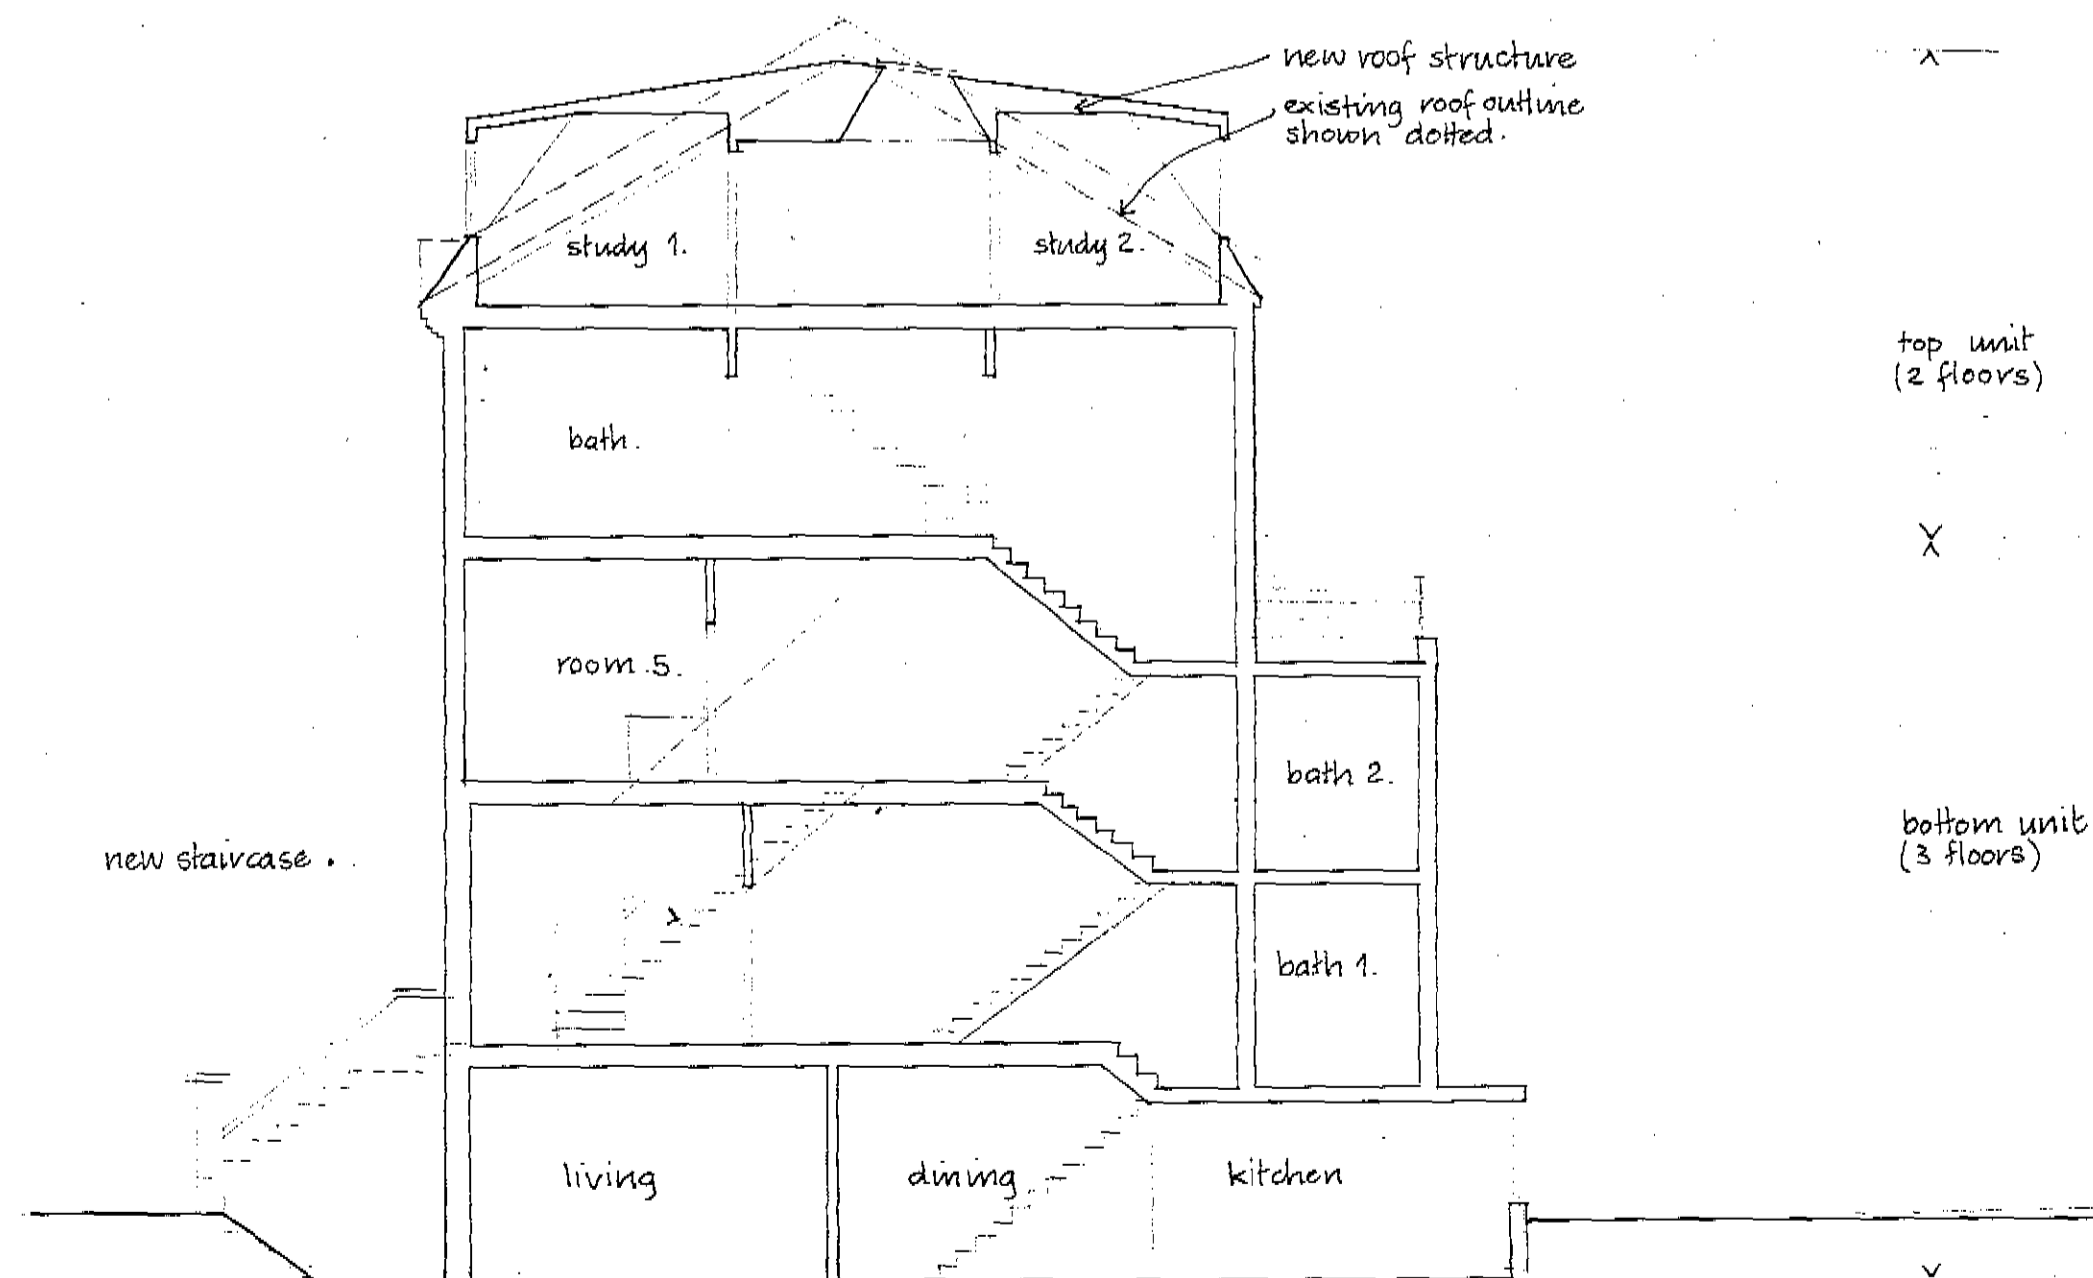 new roof structure
existing roof outline
shown dotted.
study 1.
study 2.
top unit
(2 floors)
bath.
room 5.
bath 2.
new staircase.
bottom unit
(3 floors)
bath 1.
living
dining
kitchen